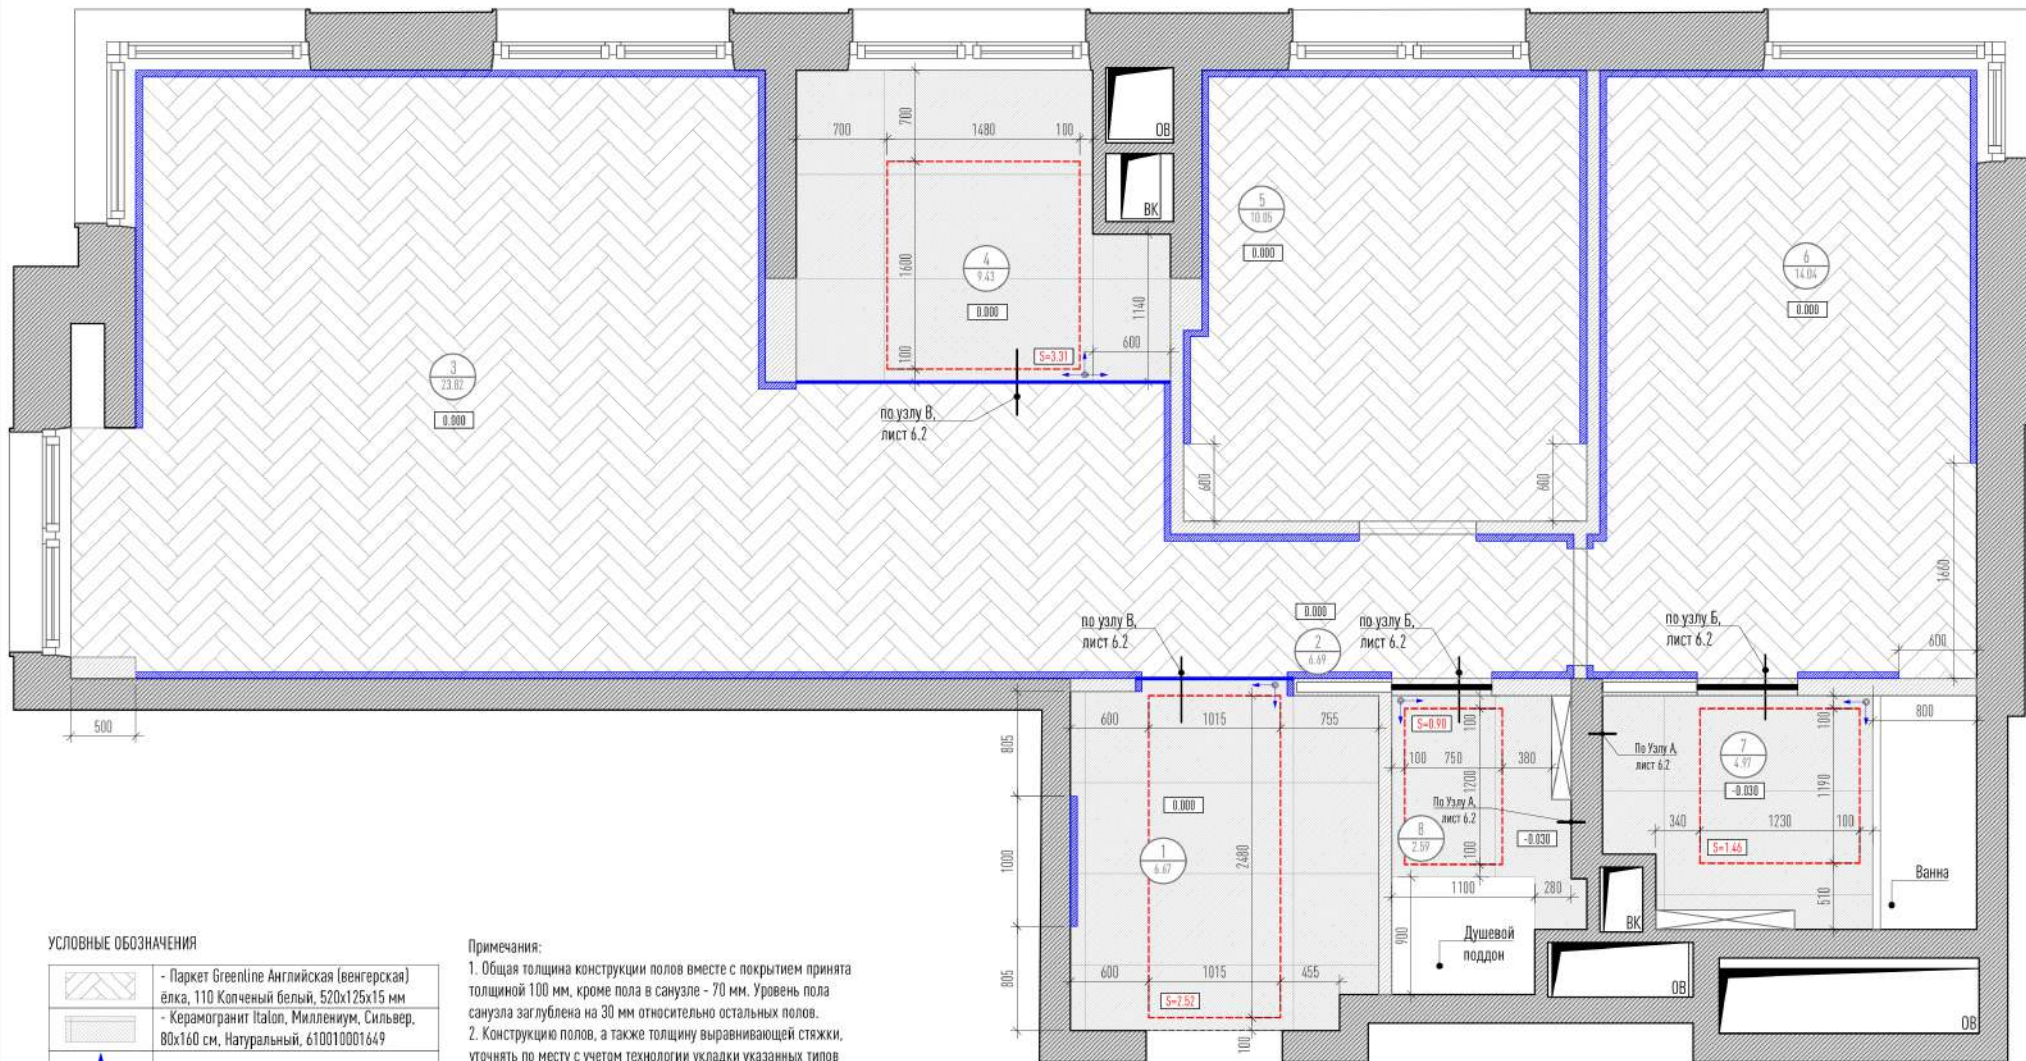 700
700
1480
100
ОВ
ВК
5
10.05
0.000
4
9.43
0.000
1600
1140
600
100
S=3.31
6
14.04
0.000
3
23.82
0.000
по узлу В,
лист 6.2
600
600
1660
600
0.000
2
6.69
по узлу В,
лист 6.2
по узлу Б,
лист 6.2
по узлу Б,
лист 6.2
500
805
600
1015
755
S=0.90
100
100
750
380
1200
По Узлу А,
лист 6.2
8
2.59
-0.030
100
По Узлу А,
лист 6.2
7
4.97
-0.030
100
800
1190
340
1230
100
S=1.46
510
Ванна
0.000
1
6.67
2480
1000
1100
280
900
Душевой
поддон
ВК
ОВ
ОВ
805
600
1015
455
S=2.52
100
УСЛОВНЫЕ ОБОЗНАЧЕНИЯ
- Паркет Greenline Английская (венгерская)
ёлка, 110 Копченый белый, 520х125х15 мм
- Керамогранит Italon, Миллениум, Сильвер,
80х160 см, Натуральный, 610010001649
Примечания:
1. Общая толщина конструкции полов вместе с покрытием принята
толщиной 100 мм, кроме пола в санузле - 70 мм. Уровень пола
санузла заглублена на 30 мм относительно остальных полов.
2. Конструкцию полов, а также толщину выравнивающей стяжки,
уточнять по месту с учетом технологии укладки указанных типов